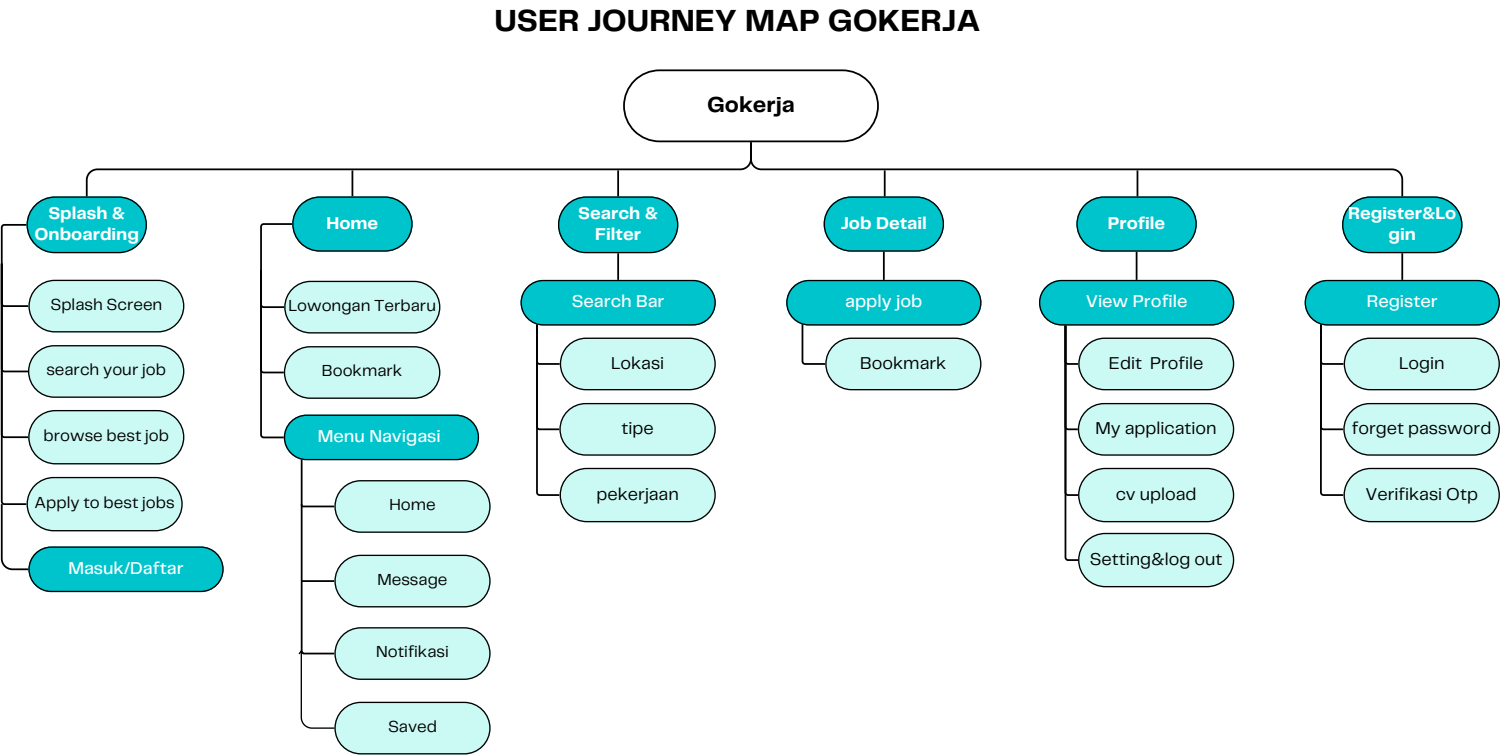 USER JOURNEY MAP GOKERJA
Gokerja
Splash &
Onboarding
Splash Screen
search your job
browse best job
Apply to best jobs
Masuk/Daftar
Home
Lowongan Terbaru
Bookmark
Menu Navigasi
Home
Message
Notifikasi
Saved
Search &
Filter
Search Bar
Lokasi
tipe
pekerjaan
Job Detail
apply job
Bookmark
Profile
View Profile
Edit Profile
My application
cv upload
Setting&log out
Register&Lo
gin
Register
Login
forget password
Verifikasi Otp